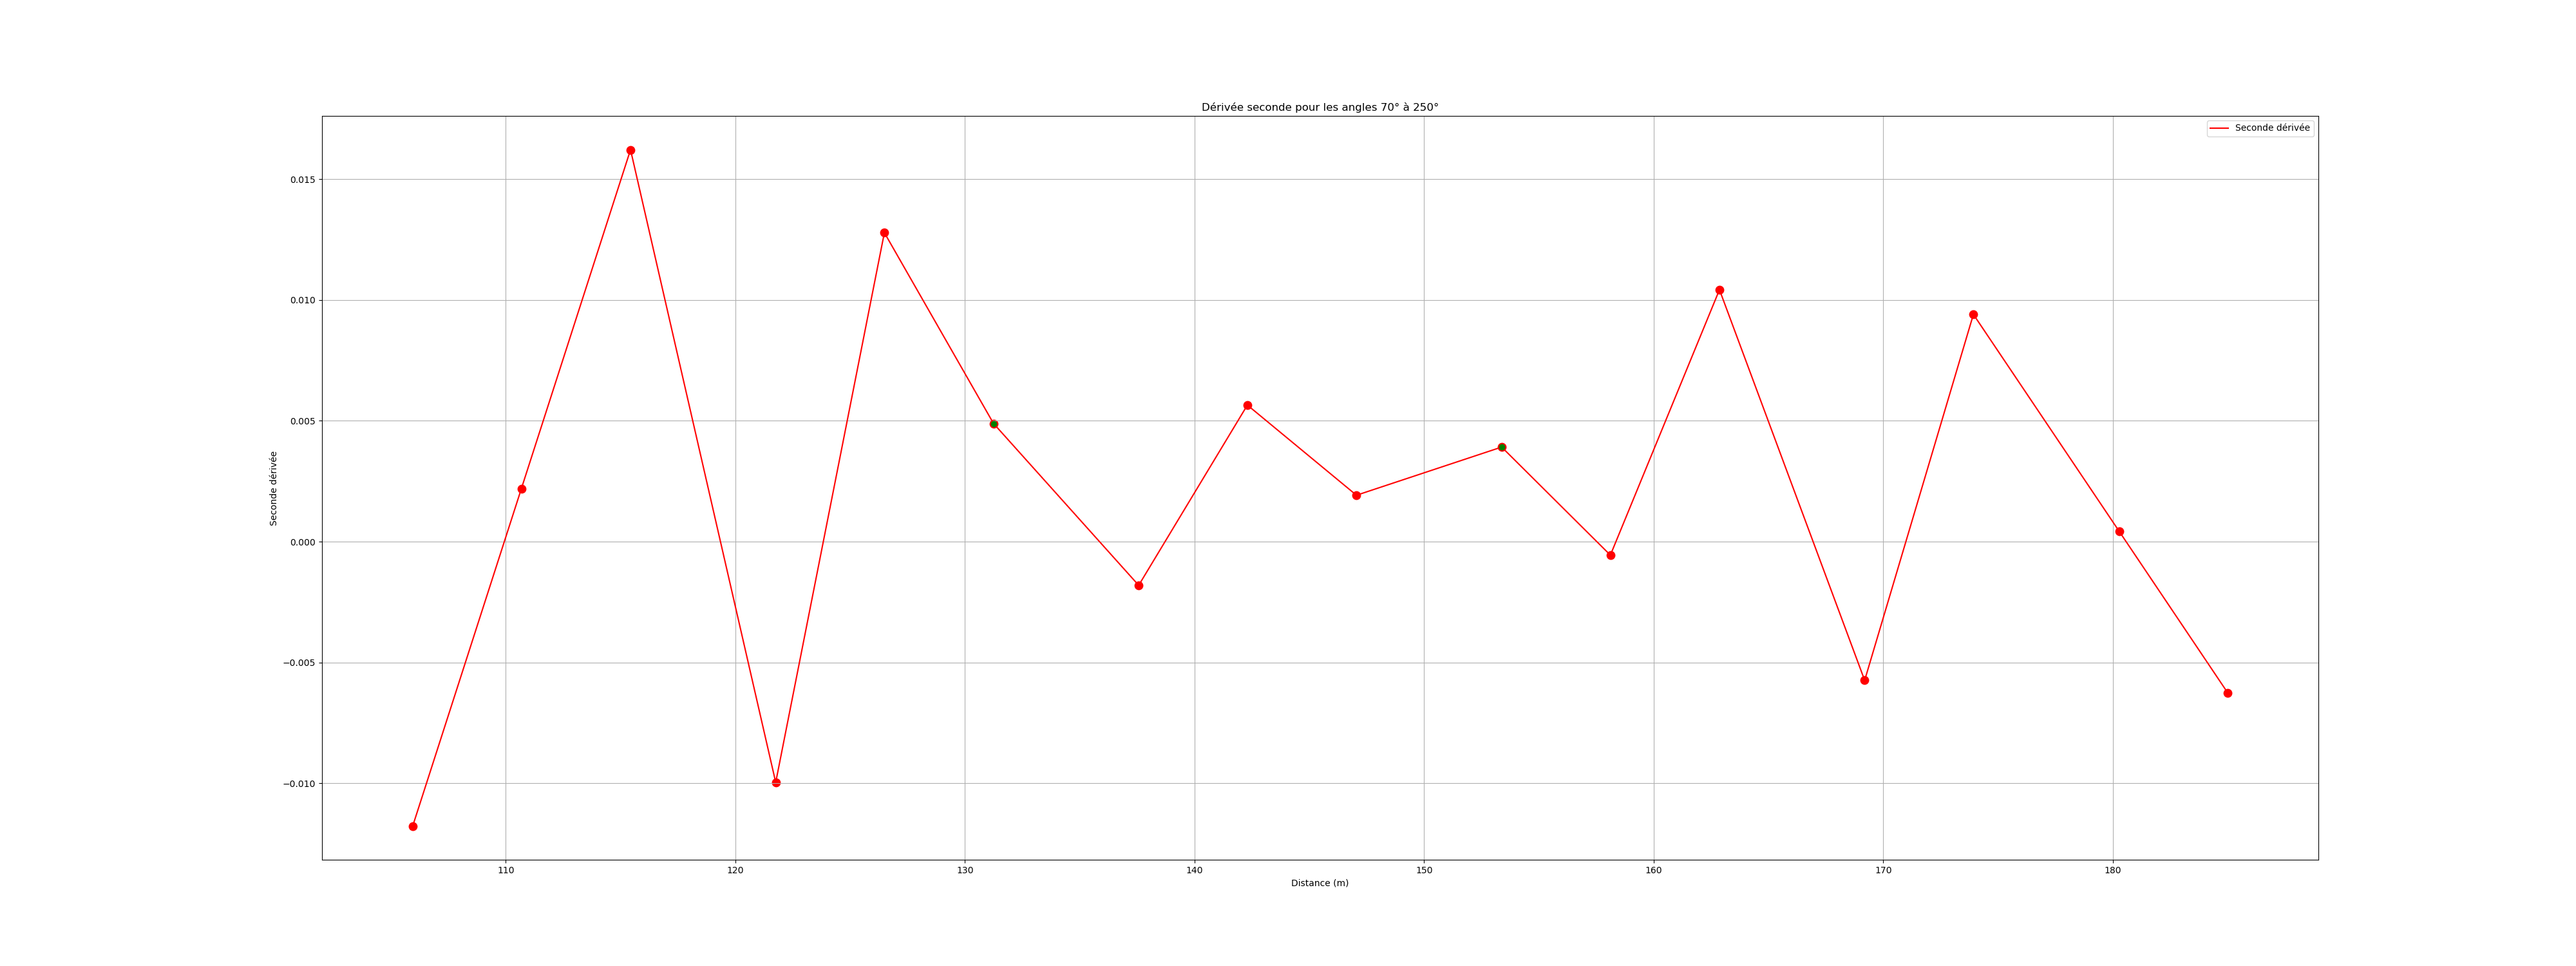 Dérivée seconde pour les angles 70° à 250°
Seconde dérivée
0.015
0.010
0.005
0.000
−0.005
−0.010
Seconde dérivée
110 120 130 140 150 160 170 180
Distance (m)